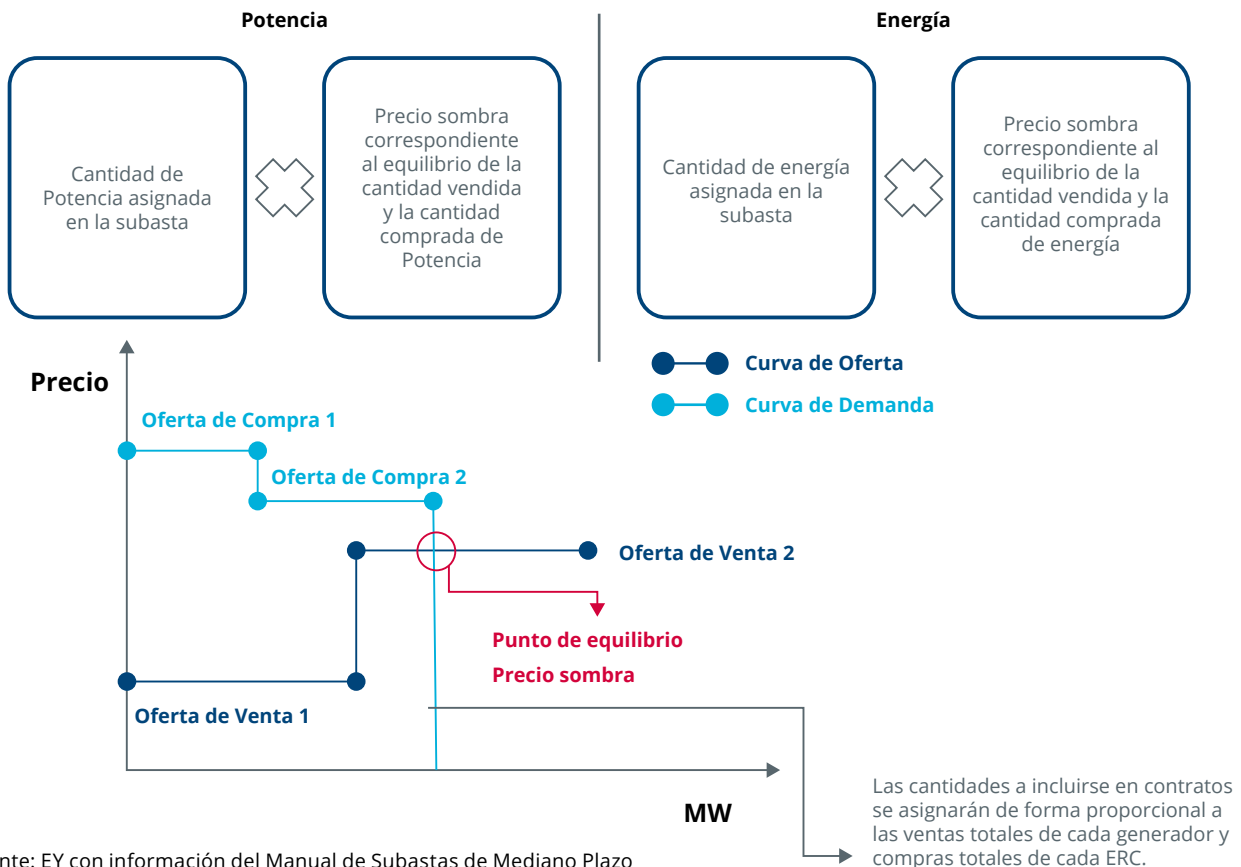 Potencia
Energía
Cantidad de
Potencia asignada
en la subasta
Precio sombra
correspondiente
al equilibrio de la
cantidad vendida
y la cantidad
comprada de
Potencia
Cantidad de energía
asignada en la
subasta
Precio sombra
correspondiente al
equilibrio de la
cantidad vendida y la
cantidad comprada
de energía
Curva de Oferta
Curva de Demanda
Precio
Oferta de Compra 1
Oferta de Compra 2
Oferta de Venta 2
Punto de equilibrio
Precio sombra
Oferta de Venta 1
MW
Las cantidades a incluirse en contratos
se asignarán de forma proporcional a
las ventas totales de cada generador y
compras totales de cada ERC.
nte: EY con información del Manual de Subastas de Mediano Plazo